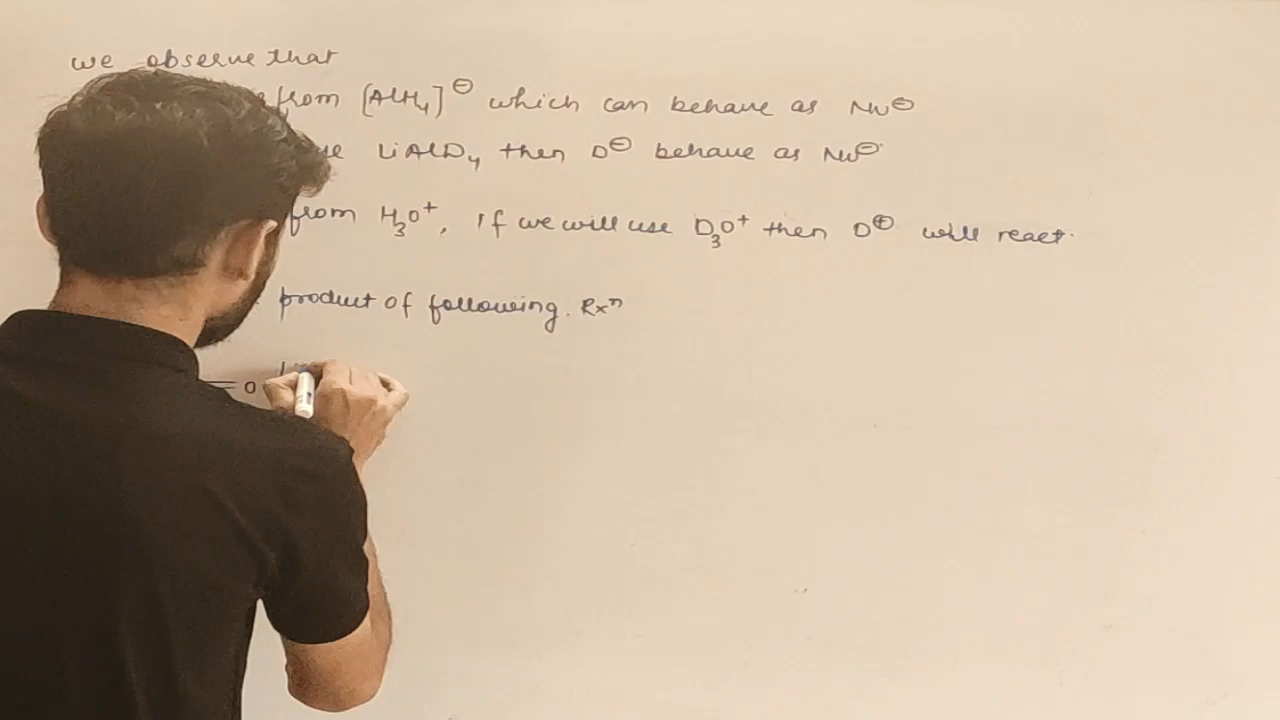 we observe that
from [AlH₄]⊖ which can behave as Nu⊖
LiAlD₄ then D⊖ behave as Nu⊖
from H₃O⁺, If we will use D₃O⁺ then D⊕ will react.
product of following. Rxⁿ
=O